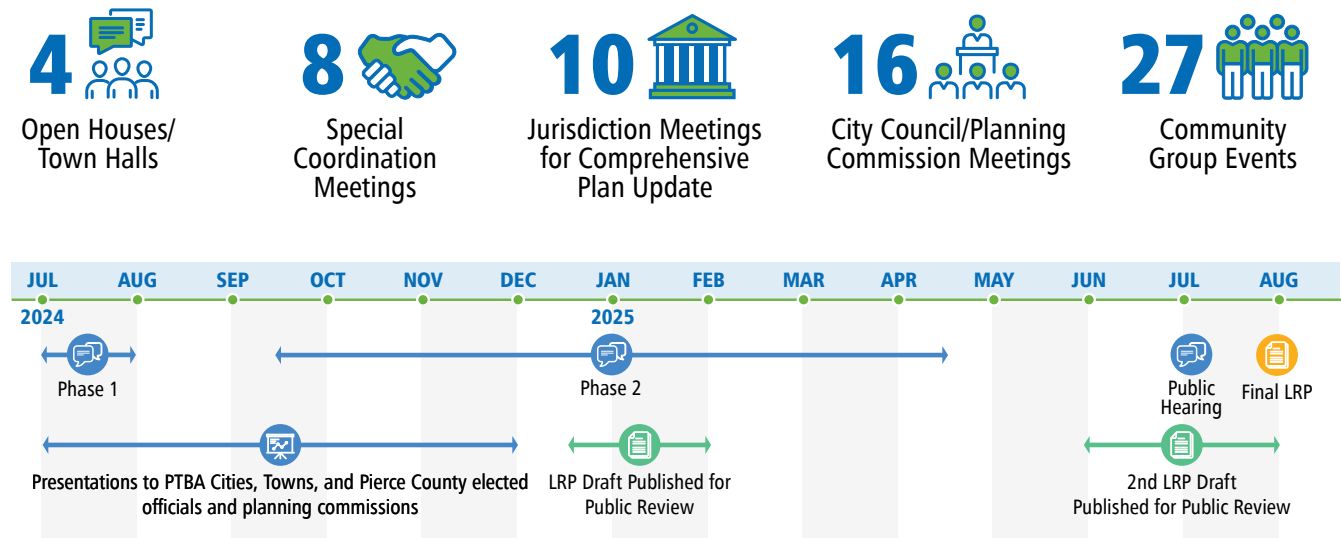 4
Open Houses/
Town Halls
8
Special
Coordination
Meetings
10
Jurisdiction Meetings
for Comprehensive
Plan Update
16
City Council/Planning
Commission Meetings
27
Community
Group Events
JUL AUG SEP OCT NOV DEC JAN FEB MAR APR MAY JUN JUL AUG
2024 2025
Phase 1
Phase 2
Public
Hearing
Final LRP
Presentations to PTBA Cities, Towns, and Pierce County elected
officials and planning commissions
LRP Draft Published for
Public Review
2nd LRP Draft
Published for Public Review